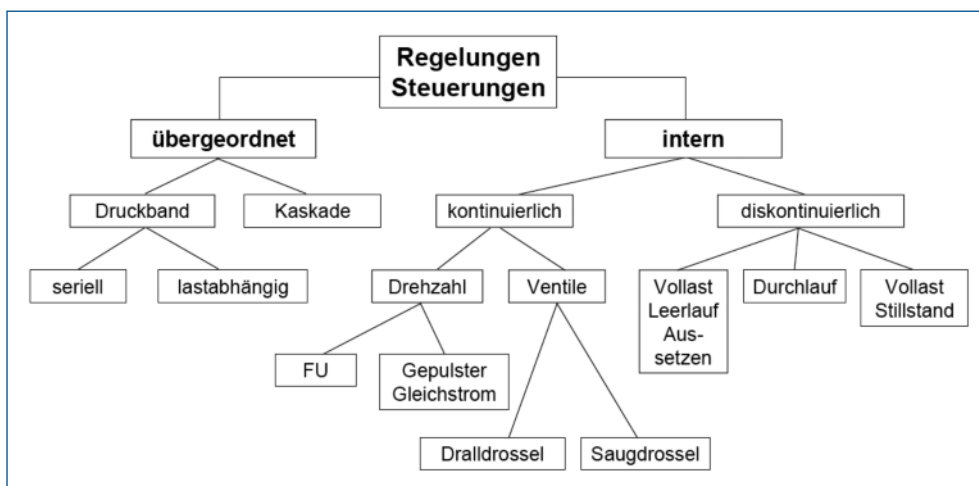 Regelungen
Steuerungen
übergeordnet
intern
Druckband
Kaskade
kontinuierlich
diskontinuierlich
seriell
lastabhängig
Drehzahl
Ventile
Vollast
Leerlauf
Aus-
setzen
Durchlauf
Vollast
Stillstand
FU
Gepulster
Gleichstrom
Dralldrossel
Saugdrossel